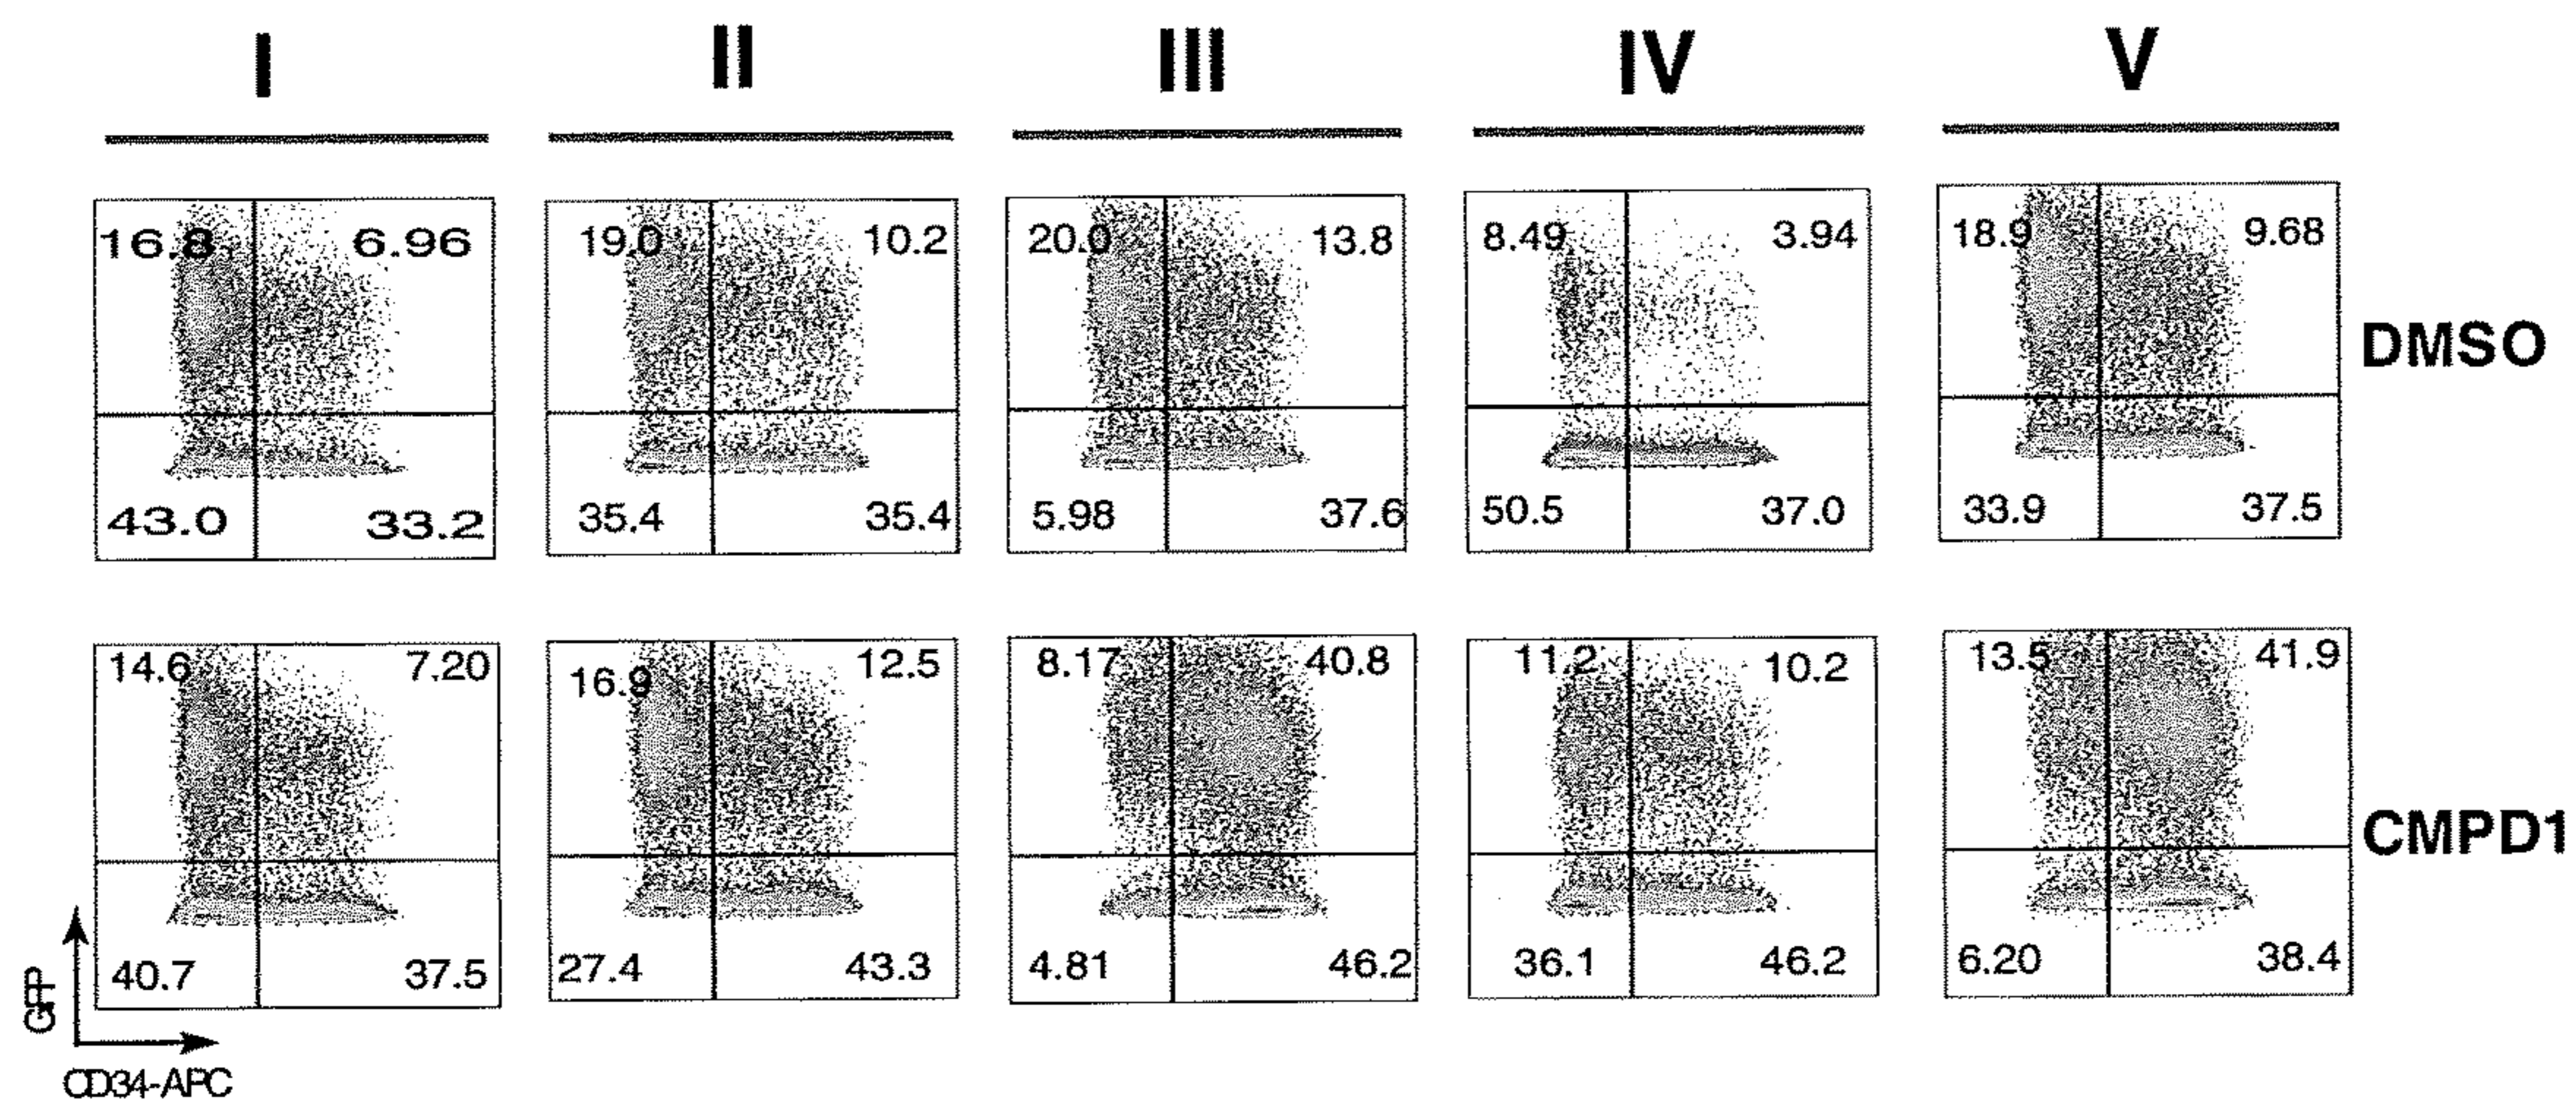 I II III IV V
16.8 6.96 19.0 10.2 20.0 13.8 8.49 3.94 18.9 9.68
DMSO
43.0 33.2 35.4 35.4 5.98 37.6 50.5 37.0 33.9 37.5
14.6 7.20 16.9 12.5 8.17 40.8 11.2 10.2 13.5 41.9
CMPD1
40.7 37.5 27.4 43.3 4.81 46.2 36.1 46.2 6.20 38.4
GFP
CD34-APC